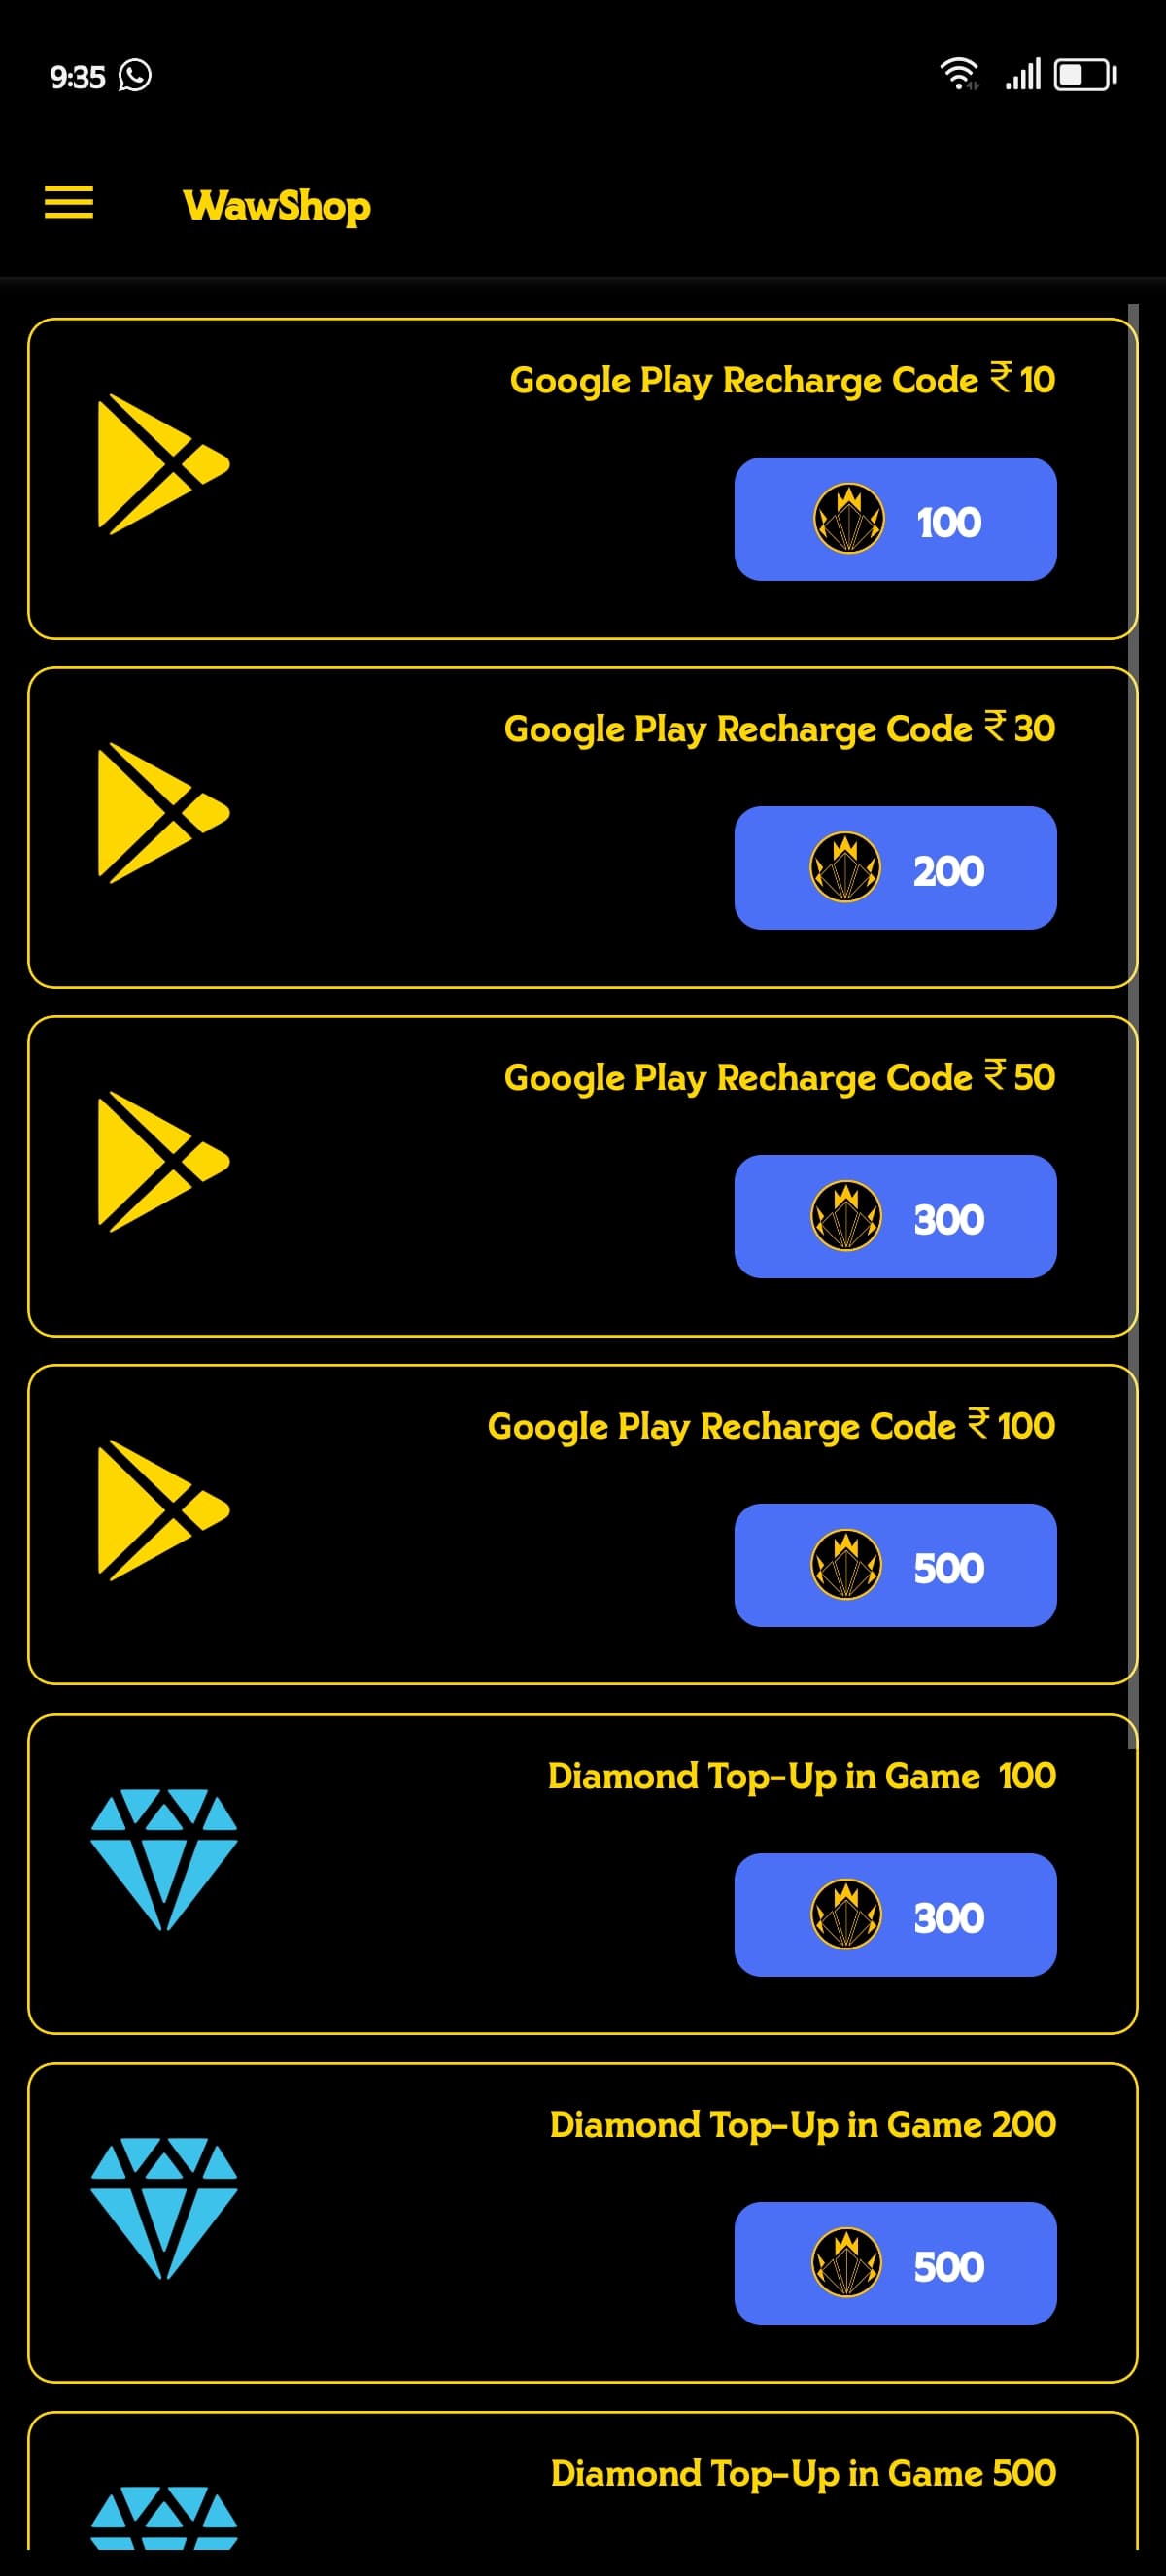 9:35
WawShop
Google Play Recharge Code ₹ 10
100
Google Play Recharge Code ₹ 30
200
Google Play Recharge Code ₹ 50
300
Google Play Recharge Code ₹ 100
500
Diamond Top-Up in Game 100
300
Diamond Top-Up in Game 200
500
Diamond Top-Up in Game 500